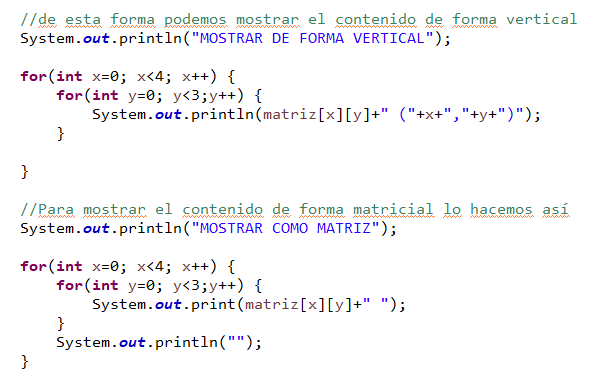 //de esta forma podemos mostrar el contenido de forma vertical
System.out.println("MOSTRAR DE FORMA VERTICAL");
for(int x=0; x<4; x++) {
for(int y=0; y<3;y++) {
System.out.println(matriz[x][y]+" ("+x+","+y+")");
}
}
//Para mostrar el contenido de forma matricial lo hacemos así
System.out.println("MOSTRAR COMO MATRIZ");
for(int x=0; x<4; x++) {
for(int y=0; y<3;y++) {
System.out.print(matriz[x][y]+" ");
}
System.out.println("");
}